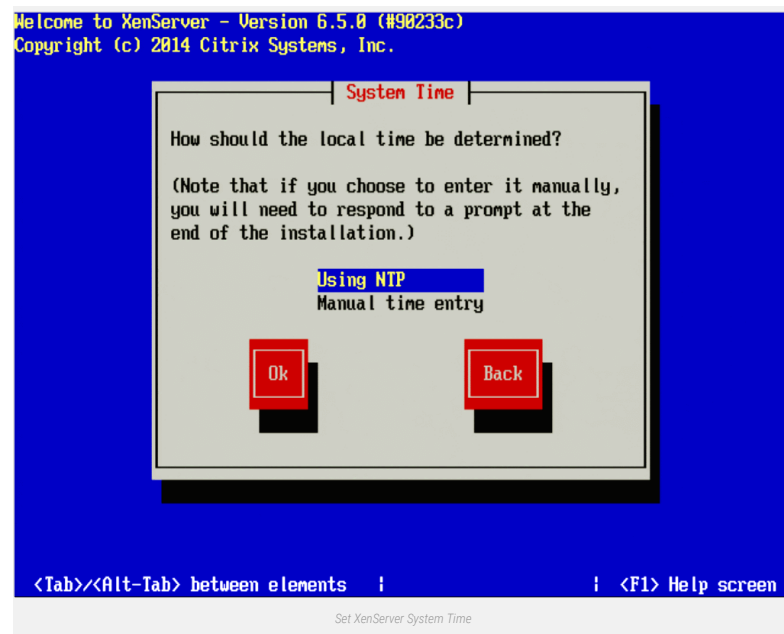 Welcome to XenServer - Version 6.5.0 (#90233c)
Copyright (c) 2014 Citrix Systems, Inc.
System Time
How should the local time be determined?
(Note that if you choose to enter it manually,
you will need to respond to a prompt at the
end of the installation.)
Using NTP
Manual time entry
Ok Back
<Tab>/<Alt-Tab> between elements | | <F1> Help screen
Set XenServer System Time